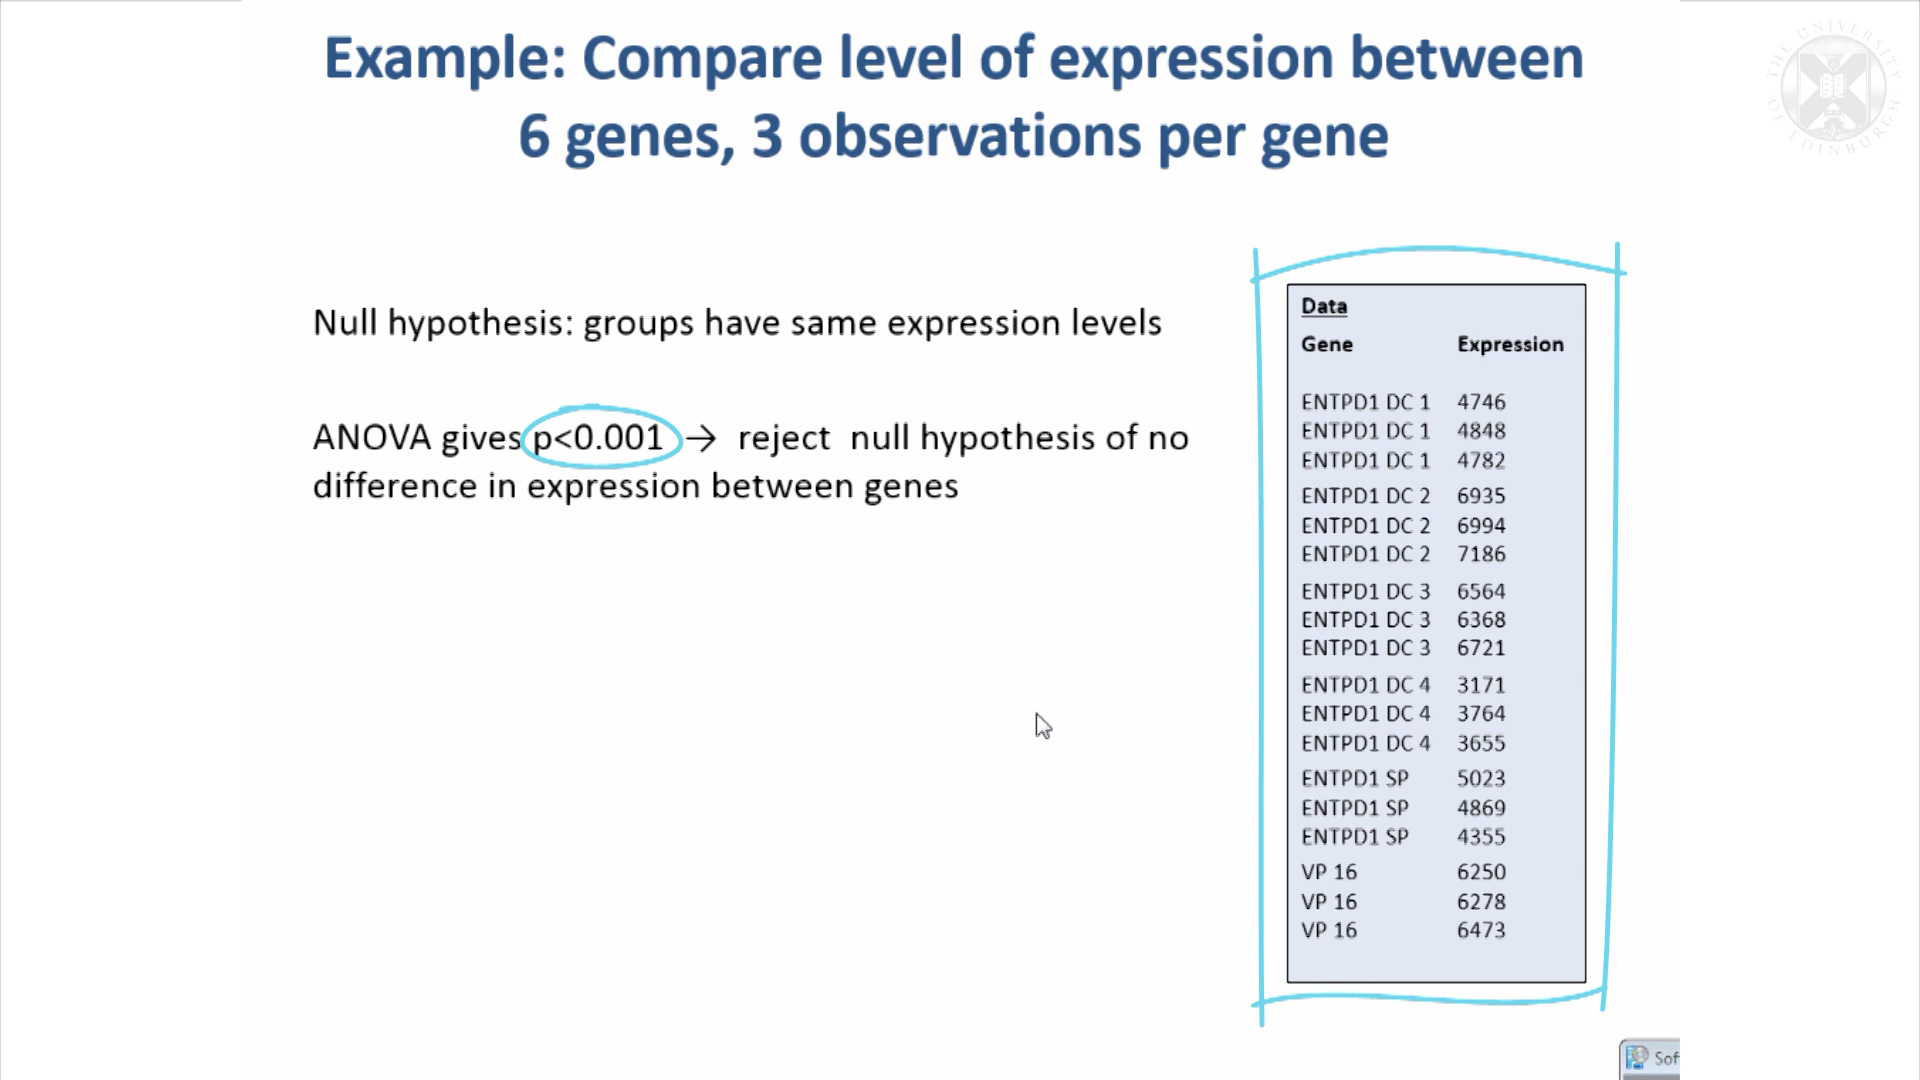 Example: Compare level of expression between
6 genes, 3 observations per gene
THE UNIVERSITY OF EDINBURGH
Null hypothesis: groups have same expression levels
ANOVA gives p<0.001 → reject null hypothesis of no
difference in expression between genes
Data
Gene Expression
ENTPD1 DC 1 4746
ENTPD1 DC 1 4848
ENTPD1 DC 1 4782
ENTPD1 DC 2 6935
ENTPD1 DC 2 6994
ENTPD1 DC 2 7186
ENTPD1 DC 3 6564
ENTPD1 DC 3 6368
ENTPD1 DC 3 6721
ENTPD1 DC 4 3171
ENTPD1 DC 4 3764
ENTPD1 DC 4 3655
ENTPD1 SP 5023
ENTPD1 SP 4869
ENTPD1 SP 4355
VP 16 6250
VP 16 6278
VP 16 6473
Sof